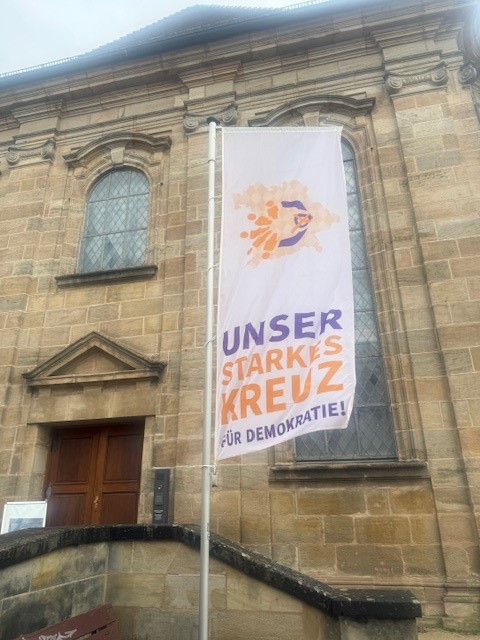 UNSER
STARKES
KREUZ
FÜR DEMOKRATIE!